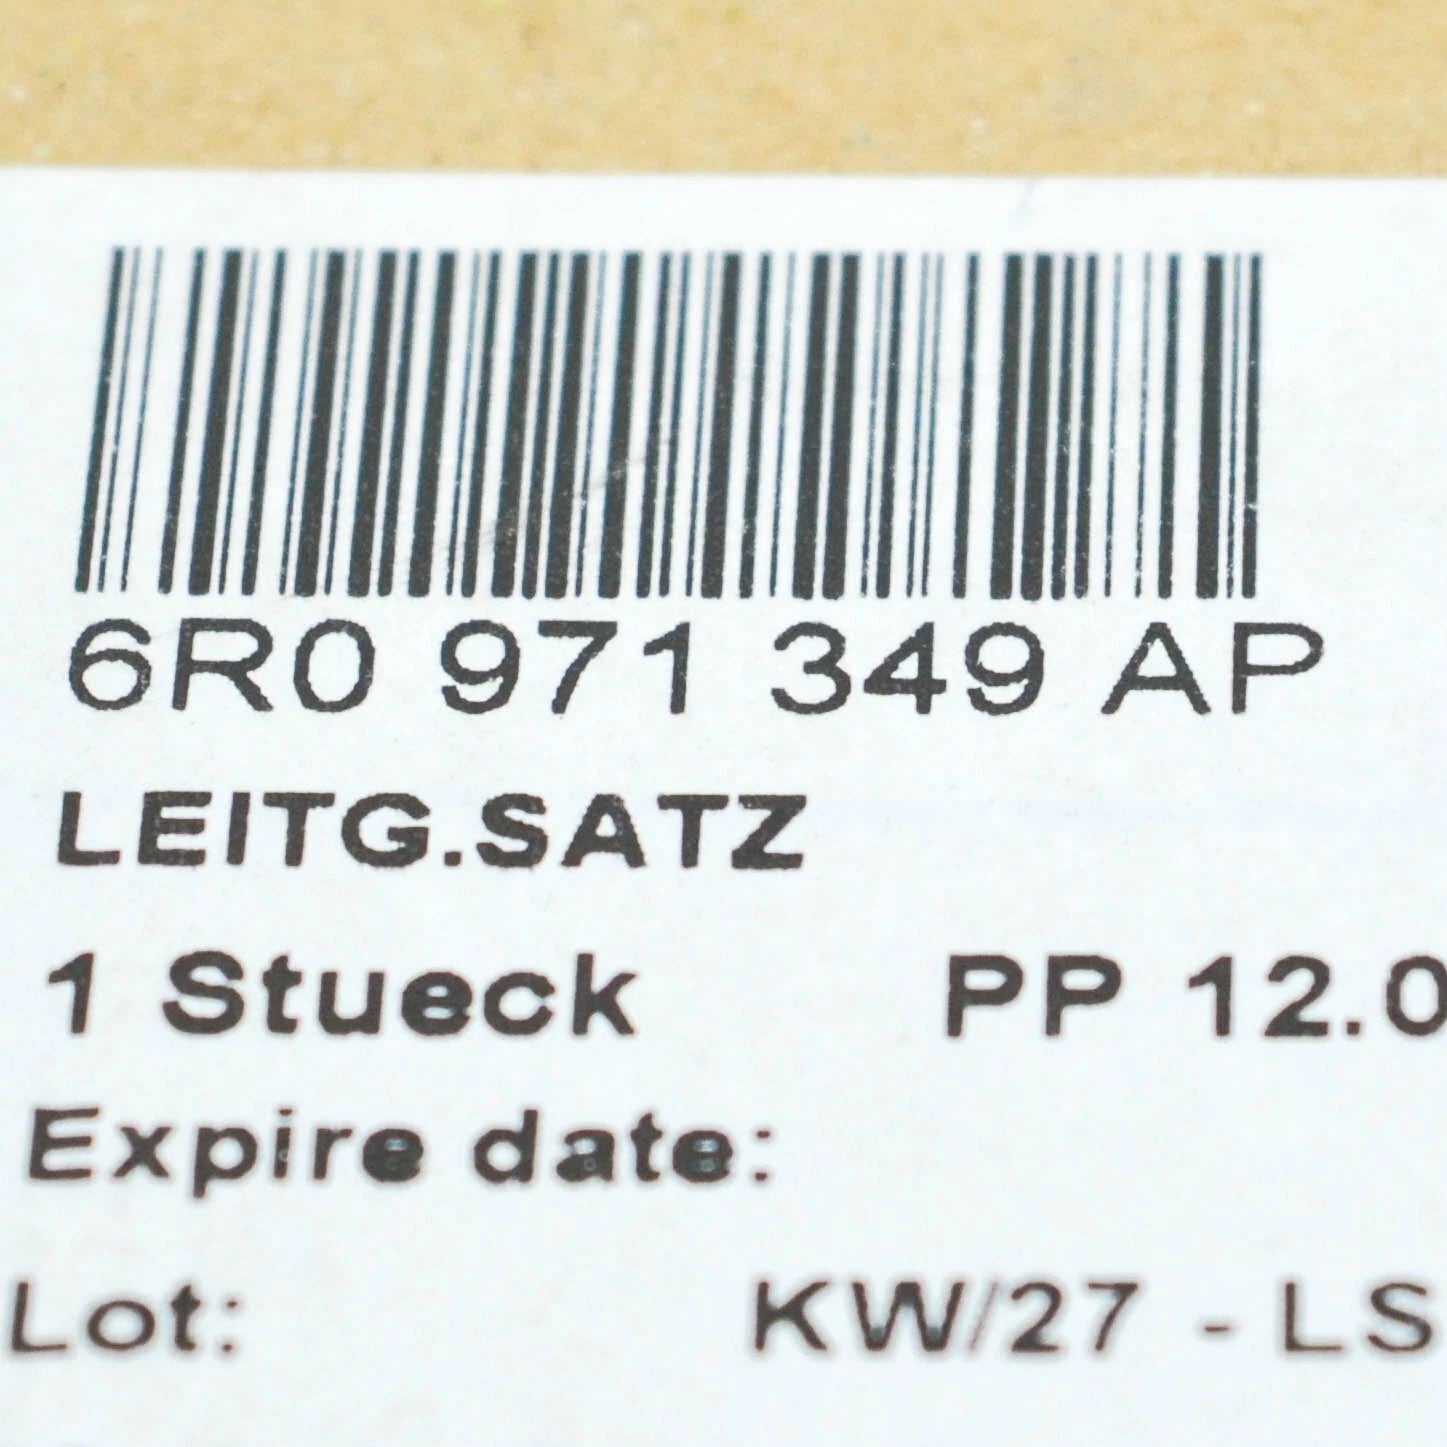 6R0 971 349 AP
LEITG.SATZ
1 Stueck PP 12.0
Expire date:
Lot: KW/27 - LS